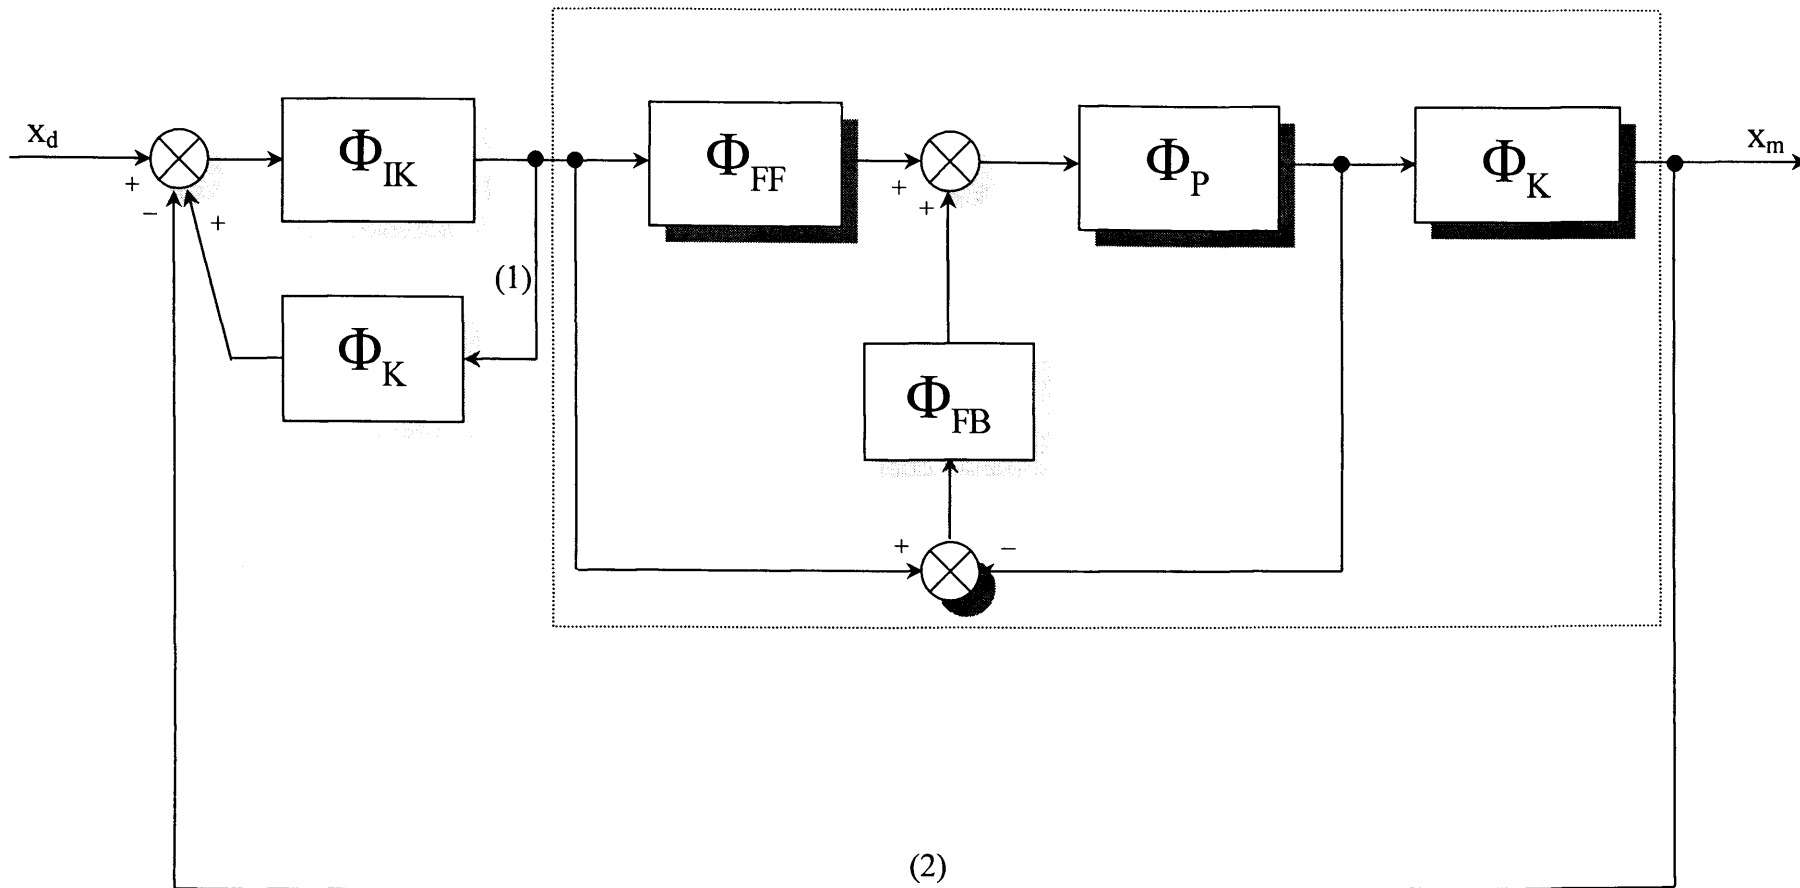 x_d
+
−
+
Φ_IK
(1)
Φ_K
Φ_FF
+
+
Φ_P
Φ_K
x_m
Φ_FB
+
−
(2)